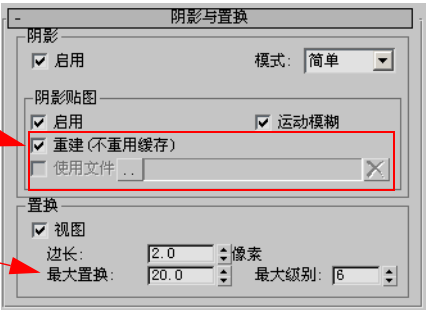 阴影与置换
阴影
启用 模式: 简单
阴影贴图
启用 运动模糊
重建(不重用缓存)
使用文件 ..
置换
视图
边长: 2.0 像素
最大置换: 20.0 最大级别: 6